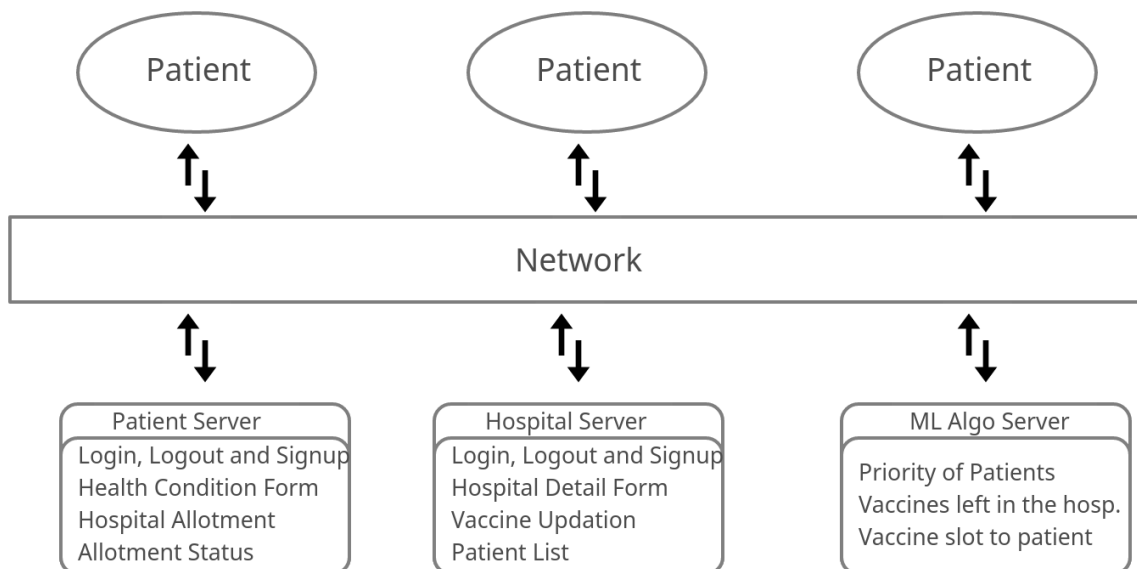 Patient
Patient
Patient
Network
Patient Server
Login, Logout and Signup
Health Condition Form
Hospital Allotment
Allotment Status
Hospital Server
Login, Logout and Signup
Hospital Detail Form
Vaccine Updation
Patient List
ML Algo Server
Priority of Patients
Vaccines left in the hosp.
Vaccine slot to patient